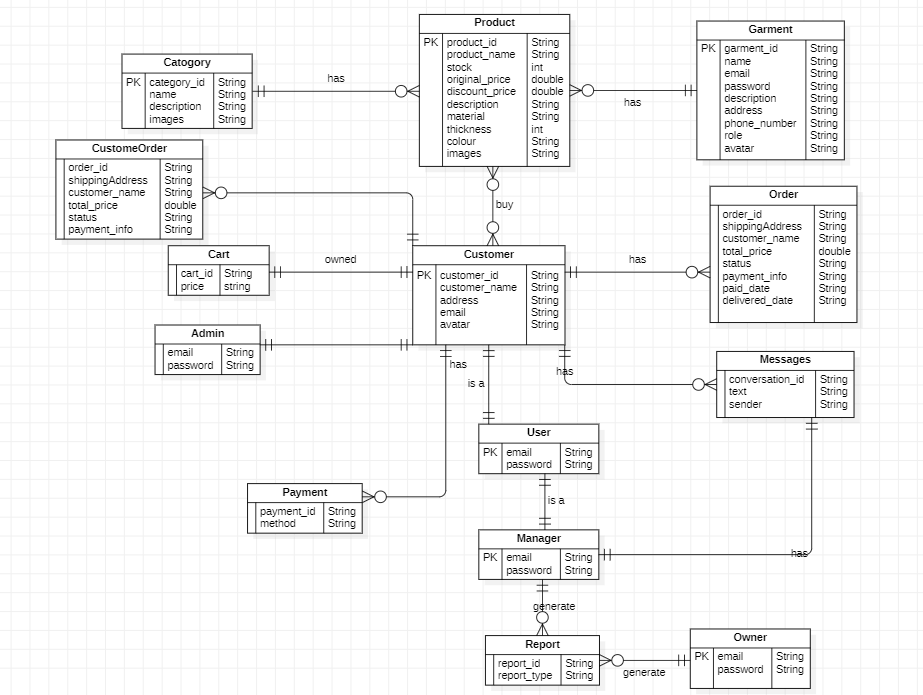 Product
PK product_id String
product_name String
stock int
original_price double
discount_price double
description String
material String
thickness int
colour String
images String
Garment
PK garment_id String
name String
email String
password String
description String
address String
phone_number String
role String
avatar String
Catogory
PK category_id String
name String
description String
images String
has
has
CustomeOrder
order_id String
shippingAddress String
customer_name String
total_price double
status String
payment_info String
buy
Order
order_id String
shippingAddress String
customer_name String
total_price double
status String
payment_info String
paid_date String
delivered_date String
Cart
cart_id String
price string
owned
Customer
PK customer_id String
customer_name String
address String
email String
avatar String
has
Admin
email String
password String
has
is a
has
Messages
conversation_id String
text String
sender String
User
PK email String
password String
Payment
payment_id String
method String
is a
Manager
PK email String
password String
has
generate
Report
report_id String
report_type String
generate
Owner
PK email String
password String